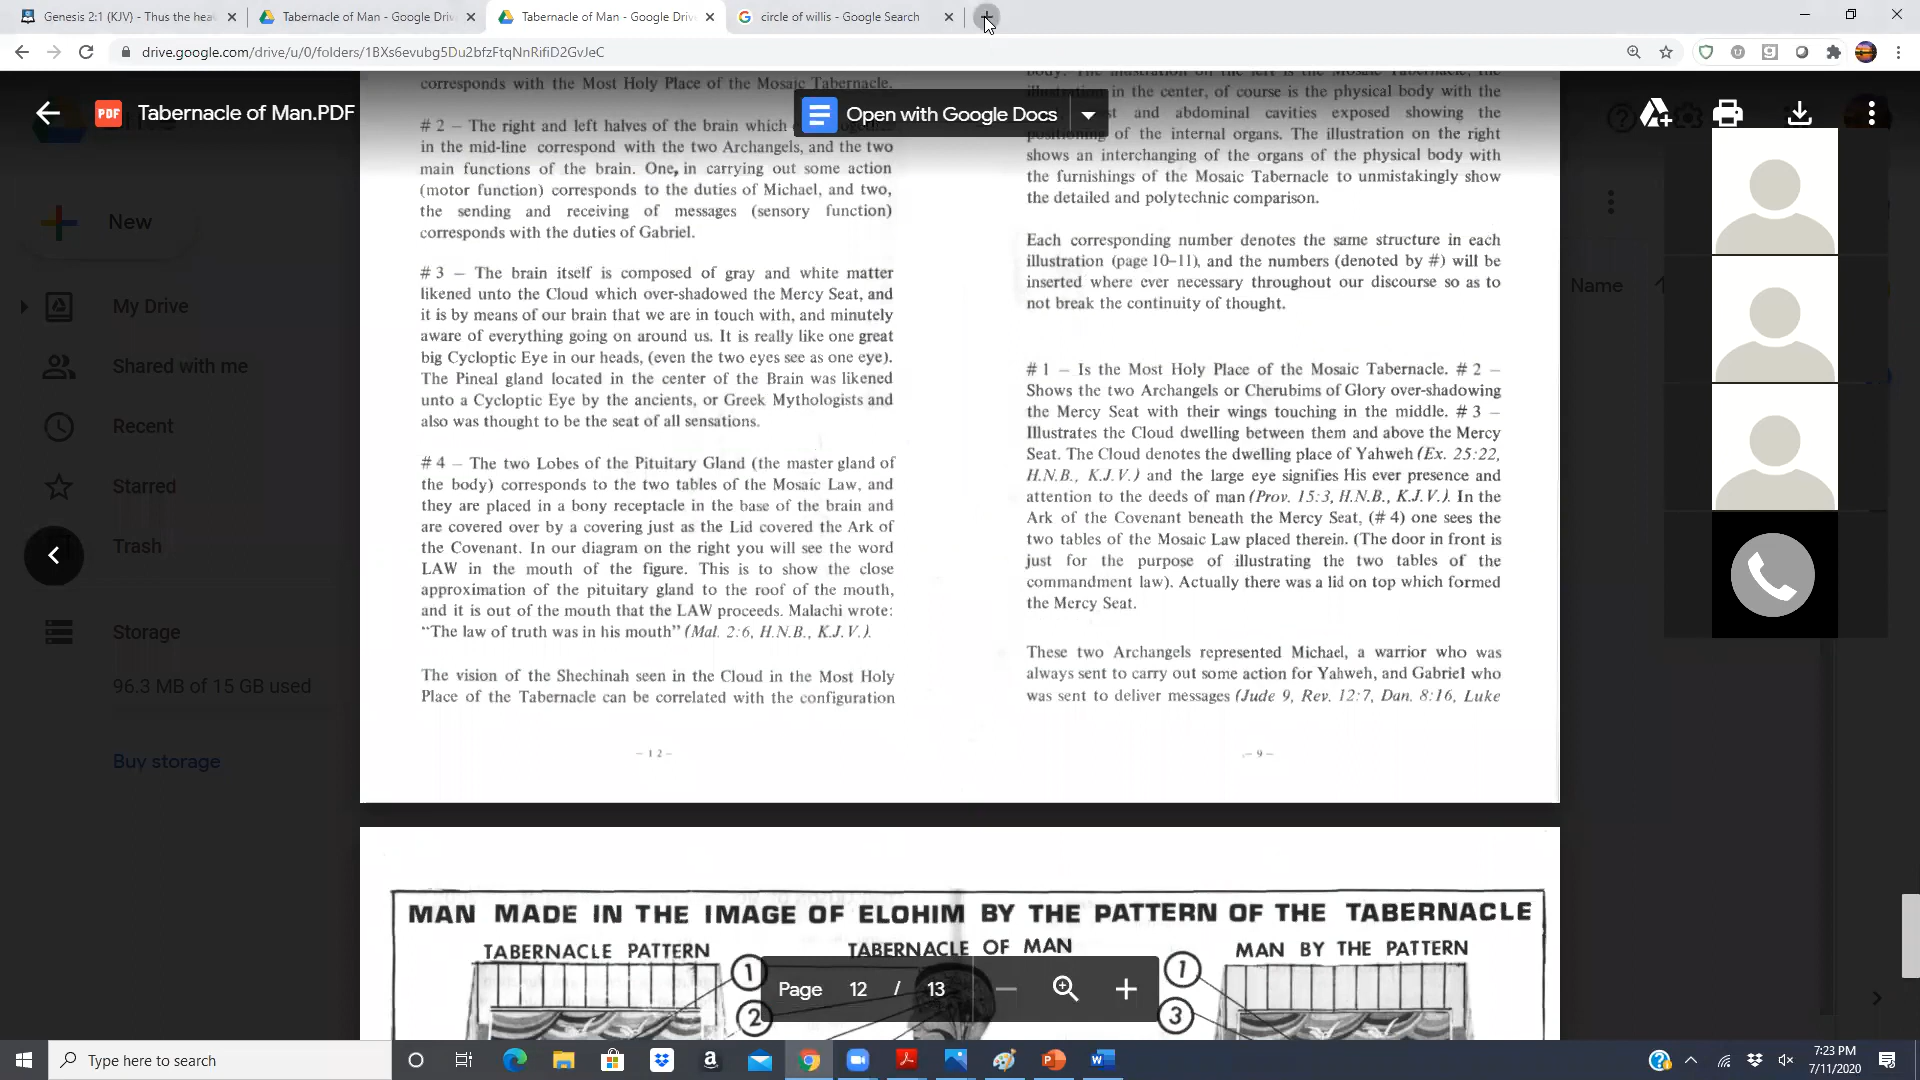 Genesis 2:1 (KJV) - Thus the hea
Tabernacle of Man - Google Driv
Tabernacle of Man - Google Driv
circle of willis - Google Search
drive.google.com/drive/u/0/folders/1BXs6evubg5Du2bfzFtqNnRifiD2GvJeC
PDF
Tabernacle of Man.PDF
Open with Google Docs
New
My Drive
Shared with me
Recent
Starred
Trash
Storage
96.3 MB of 15 GB used
Buy storage
Name
corresponds with the Most Holy Place of the Mosaic Tabernacle.
# 2 – The right and left halves of the brain which
in the mid-line correspond with the two Archangels, and the two
main functions of the brain. One, in carrying out some action
(motor function) corresponds to the duties of Michael, and two,
the sending and receiving of messages (sensory function)
corresponds with the duties of Gabriel.
# 3 – The brain itself is composed of gray and white matter
likened unto the Cloud which over-shadowed the Mercy Seat, and
it is by means of our brain that we are in touch with, and minutely
aware of everything going on around us. It is really like one great
big Cycloptic Eye in our heads, (even the two eyes see as one eye).
The Pineal gland located in the center of the Brain was likened
unto a Cycloptic Eye by the ancients, or Greek Mythologists and
also was thought to be the seat of all sensations.
# 4 – The two Lobes of the Pituitary Gland (the master gland of
the body) corresponds to the two tables of the Mosaic Law, and
they are placed in a bony receptacle in the base of the brain and
are covered over by a covering just as the Lid covered the Ark of
the Covenant. In our diagram on the right you will see the word
LAW in the mouth of the figure. This is to show the close
approximation of the pituitary gland to the roof of the mouth,
and it is out of the mouth that the LAW proceeds. Malachi wrote:
“The law of truth was in his mouth” (Mal. 2:6, H.N.B., K.J.V.).
The vision of the Shechinah seen in the Cloud in the Most Holy
Place of the Tabernacle can be correlated with the configuration
– 12 –
body. The illustration on the left is the Mosaic Tabernacle, the
illustration in the center, of course is the physical body with the
and abdominal cavities exposed showing the
positioning of the internal organs. The illustration on the right
shows an interchanging of the organs of the physical body with
the furnishings of the Mosaic Tabernacle to unmistakingly show
the detailed and polytechnic comparison.
Each corresponding number denotes the same structure in each
illustration (page 10–11), and the numbers (denoted by #) will be
inserted where ever necessary throughout our discourse so as to
not break the continuity of thought.
# 1 – Is the Most Holy Place of the Mosaic Tabernacle. # 2 –
Shows the two Archangels or Cherubims of Glory over-shadowing
the Mercy Seat with their wings touching in the middle. # 3 –
Illustrates the Cloud dwelling between them and above the Mercy
Seat. The Cloud denotes the dwelling place of Yahweh (Ex. 25:22,
H.N.B., K.J.V.) and the large eye signifies His ever presence and
attention to the deeds of man (Prov. 15:3, H.N.B., K.J.V.). In the
Ark of the Covenant beneath the Mercy Seat, (# 4) one sees the
two tables of the Mosaic Law placed therein. (The door in front is
just for the purpose of illustrating the two tables of the
commandment law). Actually there was a lid on top which formed
the Mercy Seat.
These two Archangels represented Michael, a warrior who was
always sent to carry out some action for Yahweh, and Gabriel who
was sent to deliver messages (Jude 9, Rev. 12:7, Dan. 8:16, Luke
– 9 –
MAN MADE IN THE IMAGE OF ELOHIM BY THE PATTERN OF THE TABERNACLE
TABERNACLE PATTERN
TABERNACLE OF MAN
MAN BY THE PATTERN
1
2
1
3
Page 12 / 13
Type here to search
7:23 PM
7/11/2020